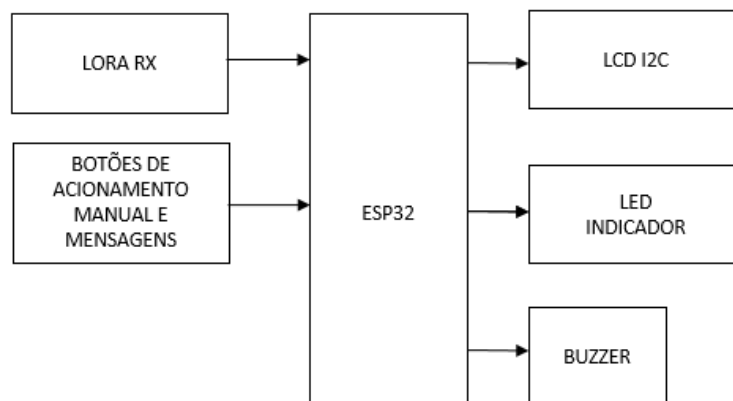 LORA RX
BOTÕES DE
ACIONAMENTO
MANUAL E
MENSAGENS
ESP32
LCD I2C
LED
INDICADOR
BUZZER